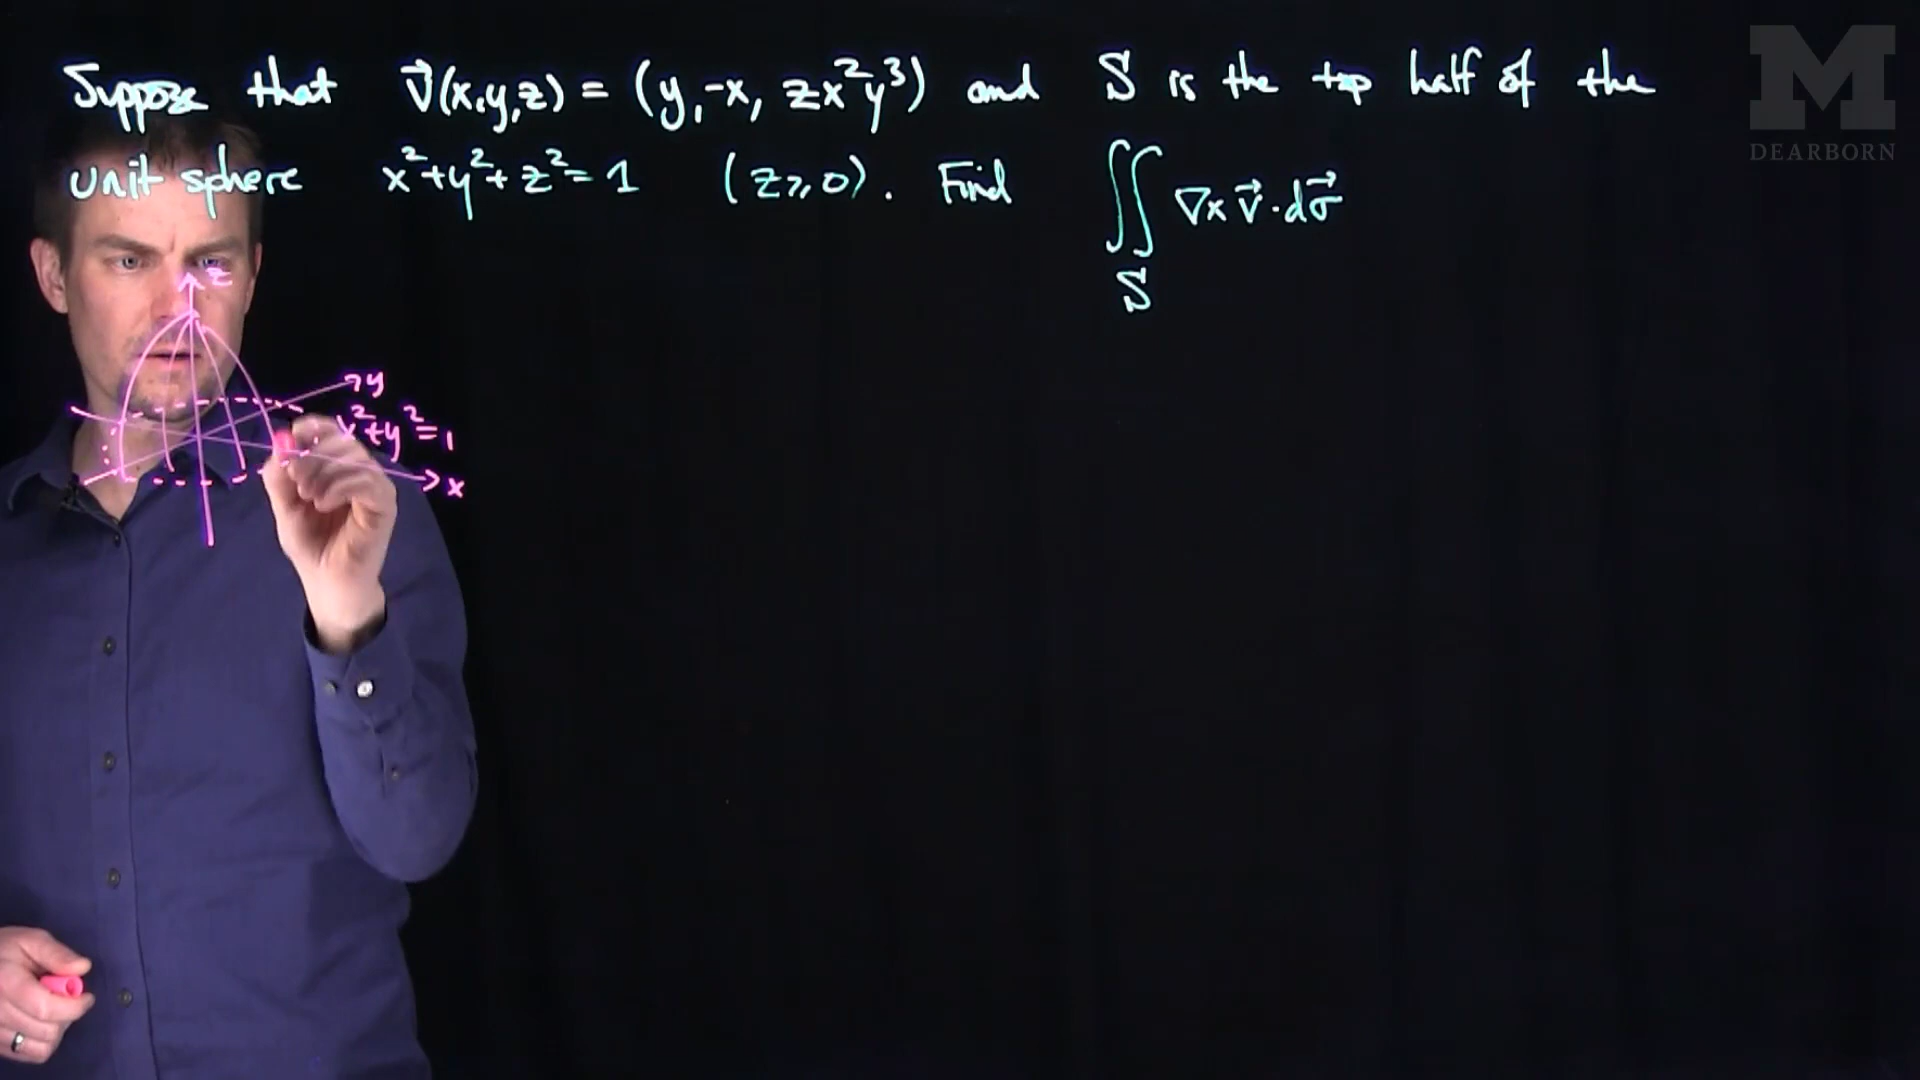 Suppose that v⃗(x,y,z) = (y,-x, zx²y³) and S is the top half of the
unit sphere x²+y²+z²=1 (z≥0). Find ∬ ∇x v⃗·dσ⃗
S
z
y
x²+y²=1
x
M
DEARBORN